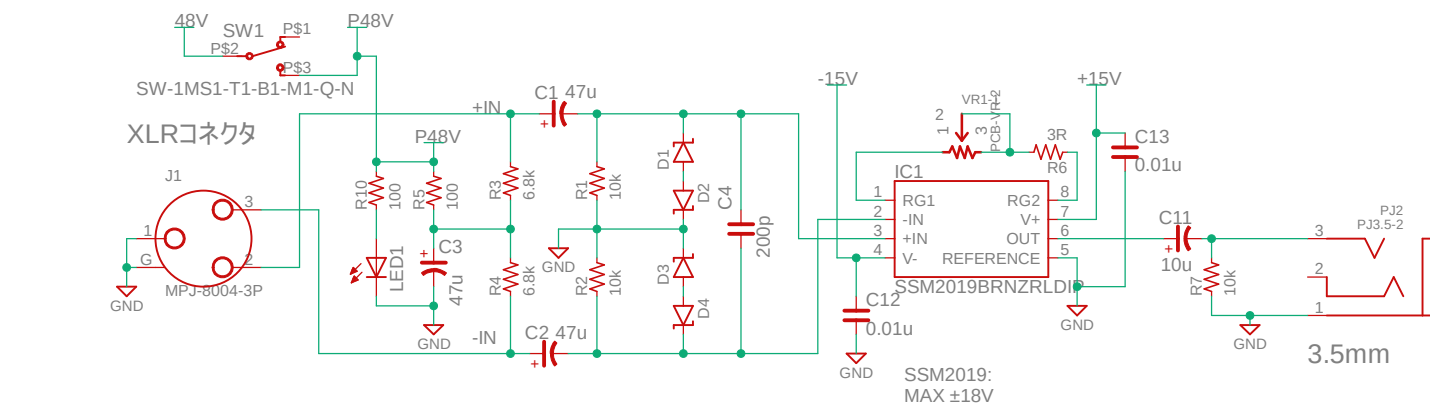 48V
SW1
P$1
P$2
P$3
P48V
SW-1MS1-T1-B1-M1-Q-N
XLRコネクタ
J1
3
1
G
2
MPJ-8004-3P
GND
P48V
R10
100
R5
100
LED1
C3
+
47u
GND
+IN
-IN
R3
6.8k
R4
6.8k
C1 47u
+
C2 47u
+
R1
10k
R2
10k
GND
D1
D2
D3
D4
C4
200p
-15V
+15V
VR1-2
PCB-VR-2
2
1
3
3R
R6
IC1
1 RG1
2 -IN
3 +IN
4 V-
RG2 8
V+ 7
OUT 6
REFERENCE 5
SSM2019BRNZRLDIP
C12
0.01u
GND
C13
0.01u
GND
C11
+
10u
R7
10k
GND
PJ2
PJ3.5-2
3
2
1
3.5mm
SSM2019:
MAX ±18V